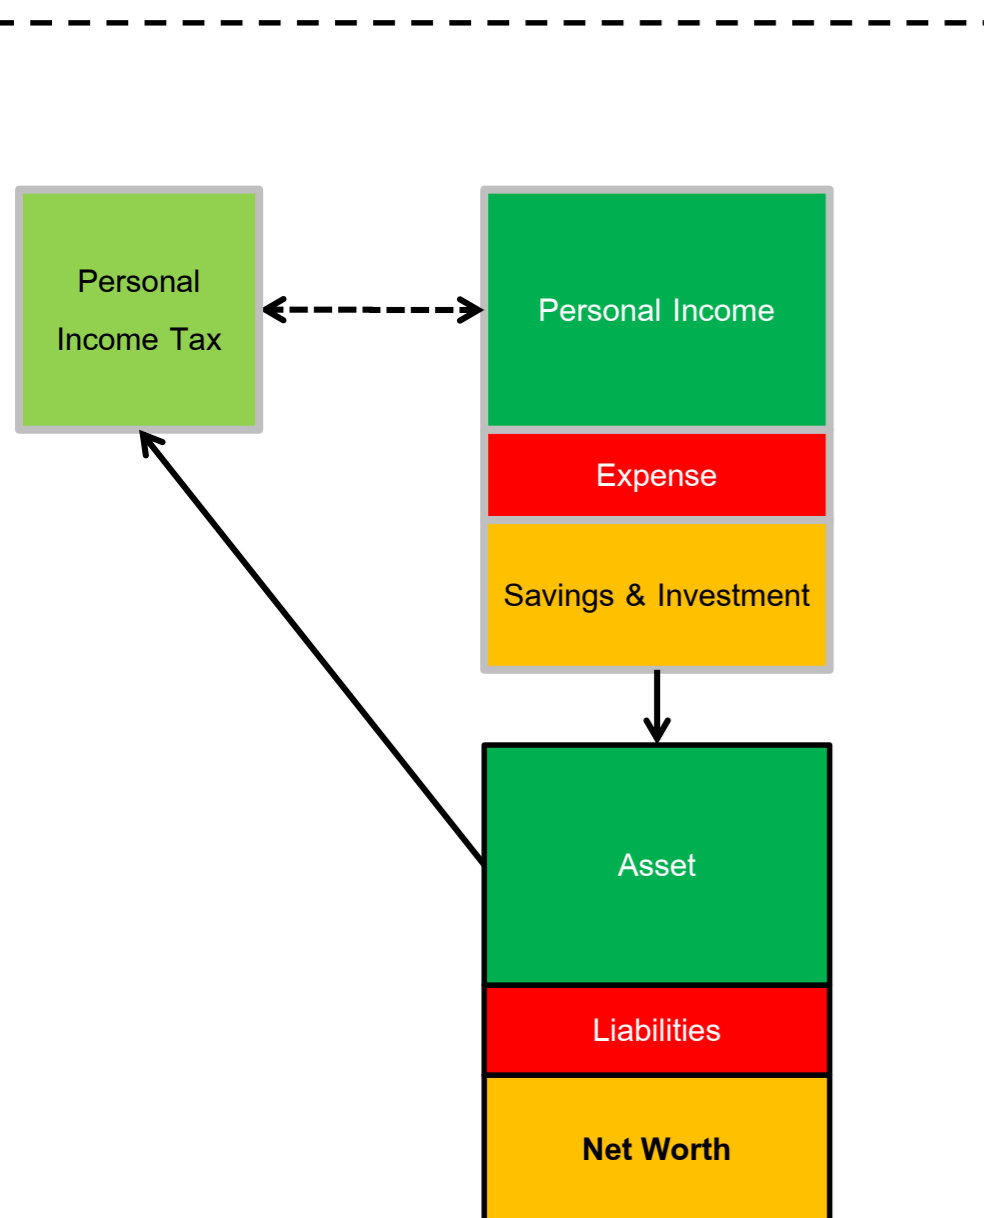 Personal
Income Tax
Personal Income
Expense
Savings & Investment
Asset
Liabilities
Net Worth